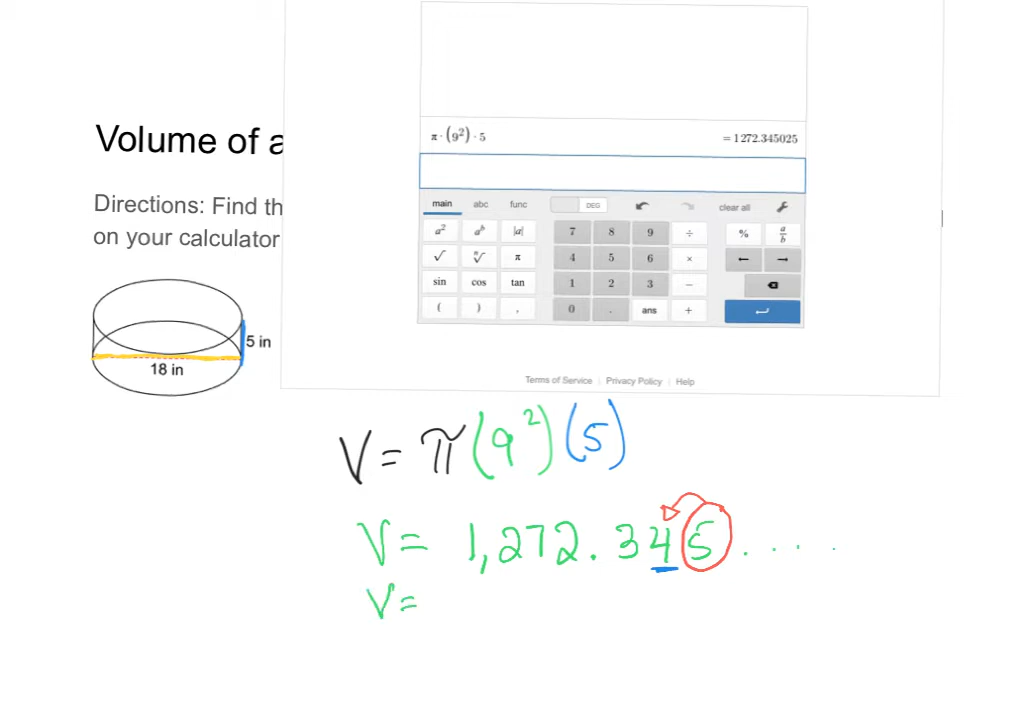 π · (9²) · 5 = 1272.345025
Volume of a
main abc func DEG clear all
Directions: Find th
on your calculator
a² aᵇ |a| 7 8 9 ÷ % a/b
√ ⁿ√ π 4 5 6 × ← →
sin cos tan 1 2 3 −
( ) , 0 . ans +
5 in
18 in
Terms of Service | Privacy Policy | Help
V = π (9²) (5)
V = 1,272.345 . . . .
V =